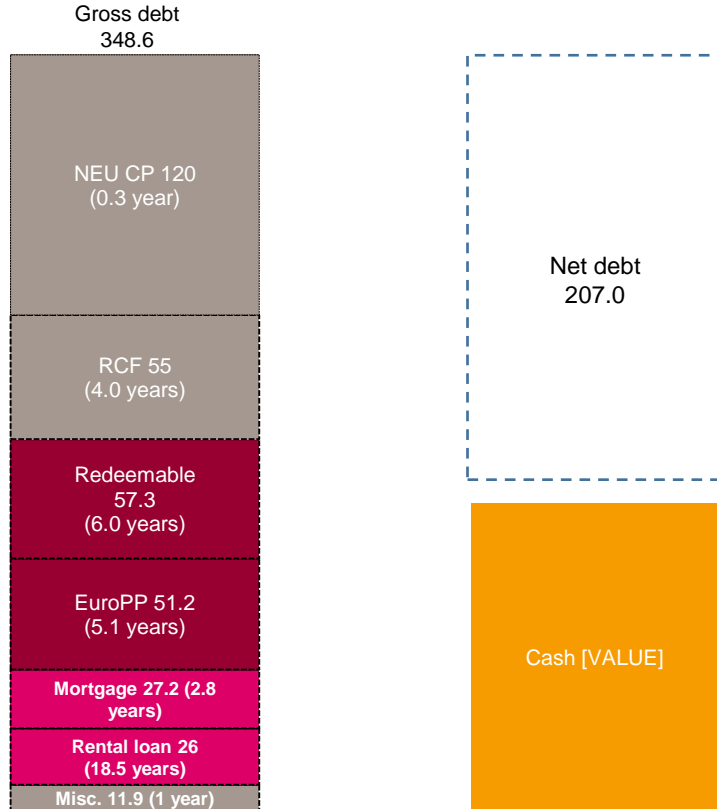 Gross debt
348.6
NEU CP 120
(0.3 year)
RCF 55
(4.0 years)
Redeemable
57.3
(6.0 years)
EuroPP 51.2
(5.1 years)
Mortgage 27.2 (2.8
years)
Rental loan 26
(18.5 years)
Misc. 11.9 (1 year)
Net debt
207.0
Cash [VALUE]